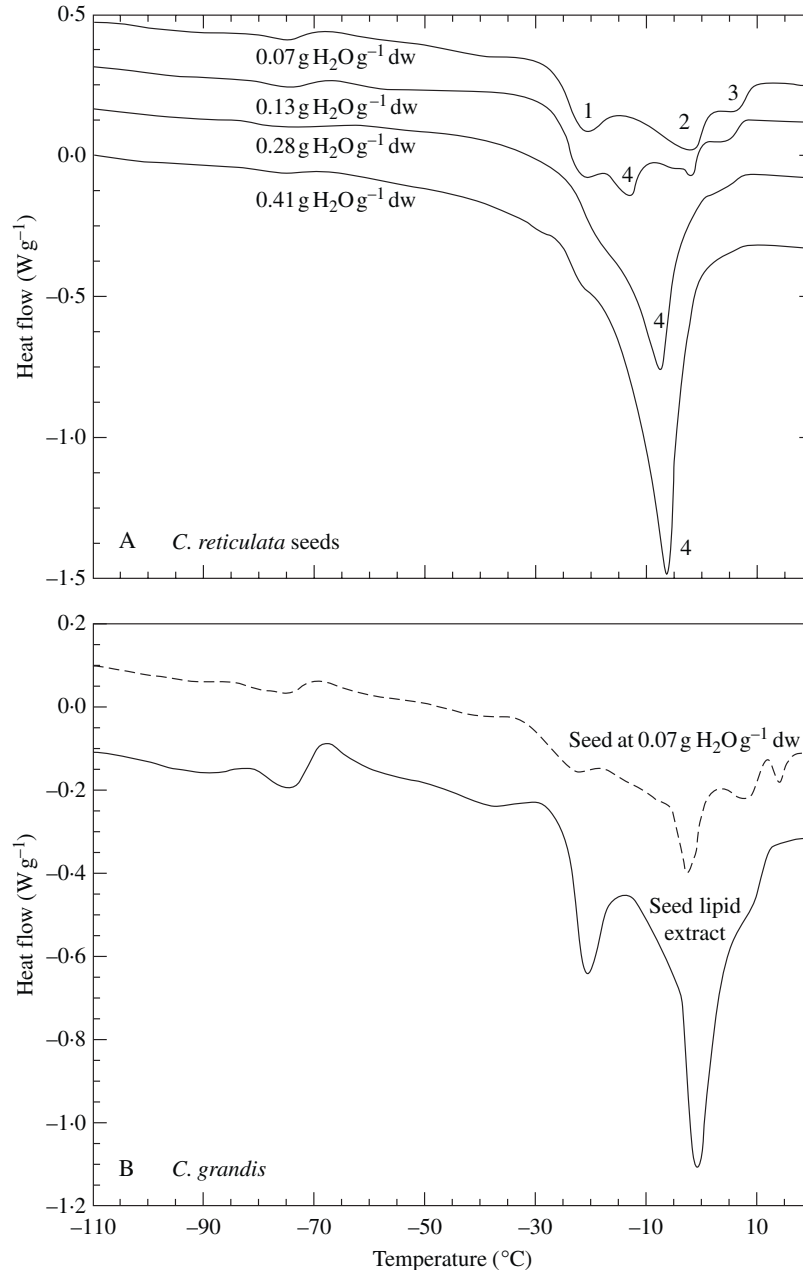 0·5
0·07 g H₂O g⁻¹ dw
1
2
3
0·13 g H₂O g⁻¹ dw
0·0
4
0·28 g H₂O g⁻¹ dw
0·41 g H₂O g⁻¹ dw
Heat flow (W g⁻¹)
–0·5
4
–1·0
A C. reticulata seeds
4
–1·5
0·2
0·0
Seed at 0·07 g H₂O g⁻¹ dw
–0·2
Heat flow (W g⁻¹)
–0·4
Seed lipid
extract
–0·6
–0·8
–1·0
B C. grandis
–1·2
–110 –90 –70 –50 –30 –10 10
Temperature (°C)